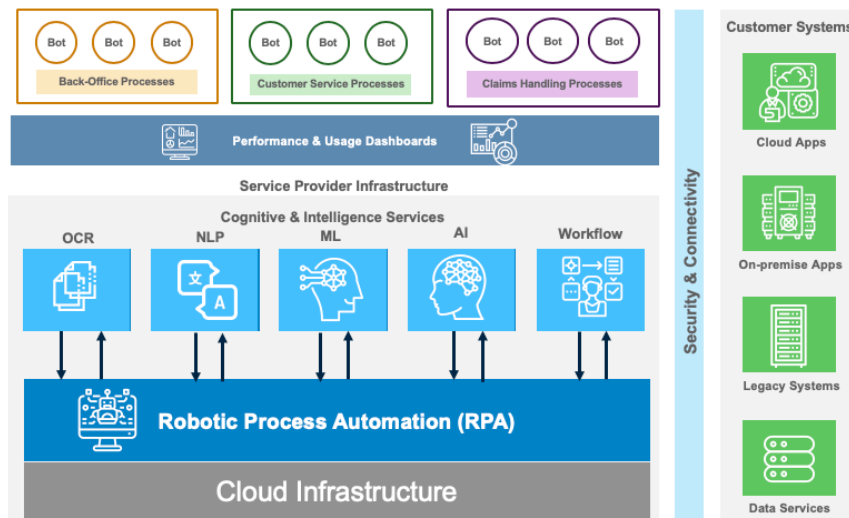 Bot Bot Bot
Back-Office Processes
Bot Bot Bot
Customer Service Processes
Bot Bot Bot
Claims Handling Processes
Performance & Usage Dashboards
Service Provider Infrastructure
Cognitive & Intelligence Services
OCR
NLP
文
A
ML
AI
Workflow
Robotic Process Automation (RPA)
Cloud Infrastructure
Security & Connectivity
Customer Systems
Cloud Apps
On-premise Apps
Legacy Systems
Data Services